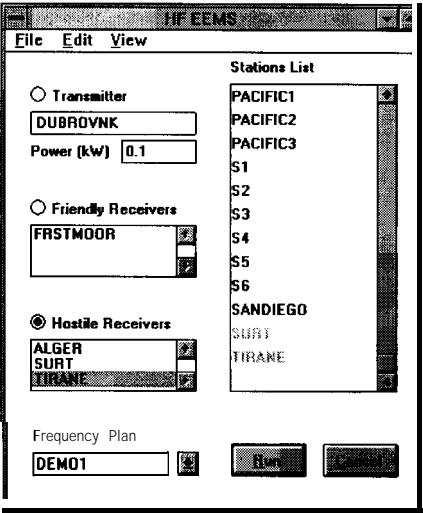 HF EEMS
File Edit View
Stations List
Transmitter
DUBROVNK
Power (kW) 0.1
Friendly Receivers
FRSTMOOR
Hostile Receivers
ALGER
SURT
TIRANE
Frequency Plan
DEMO1
PACIFIC1
PACIFIC2
PACIFIC3
S1
S2
S3
S4
S5
S6
SANDIEGO
SURT
TIRANE
Run Cancel